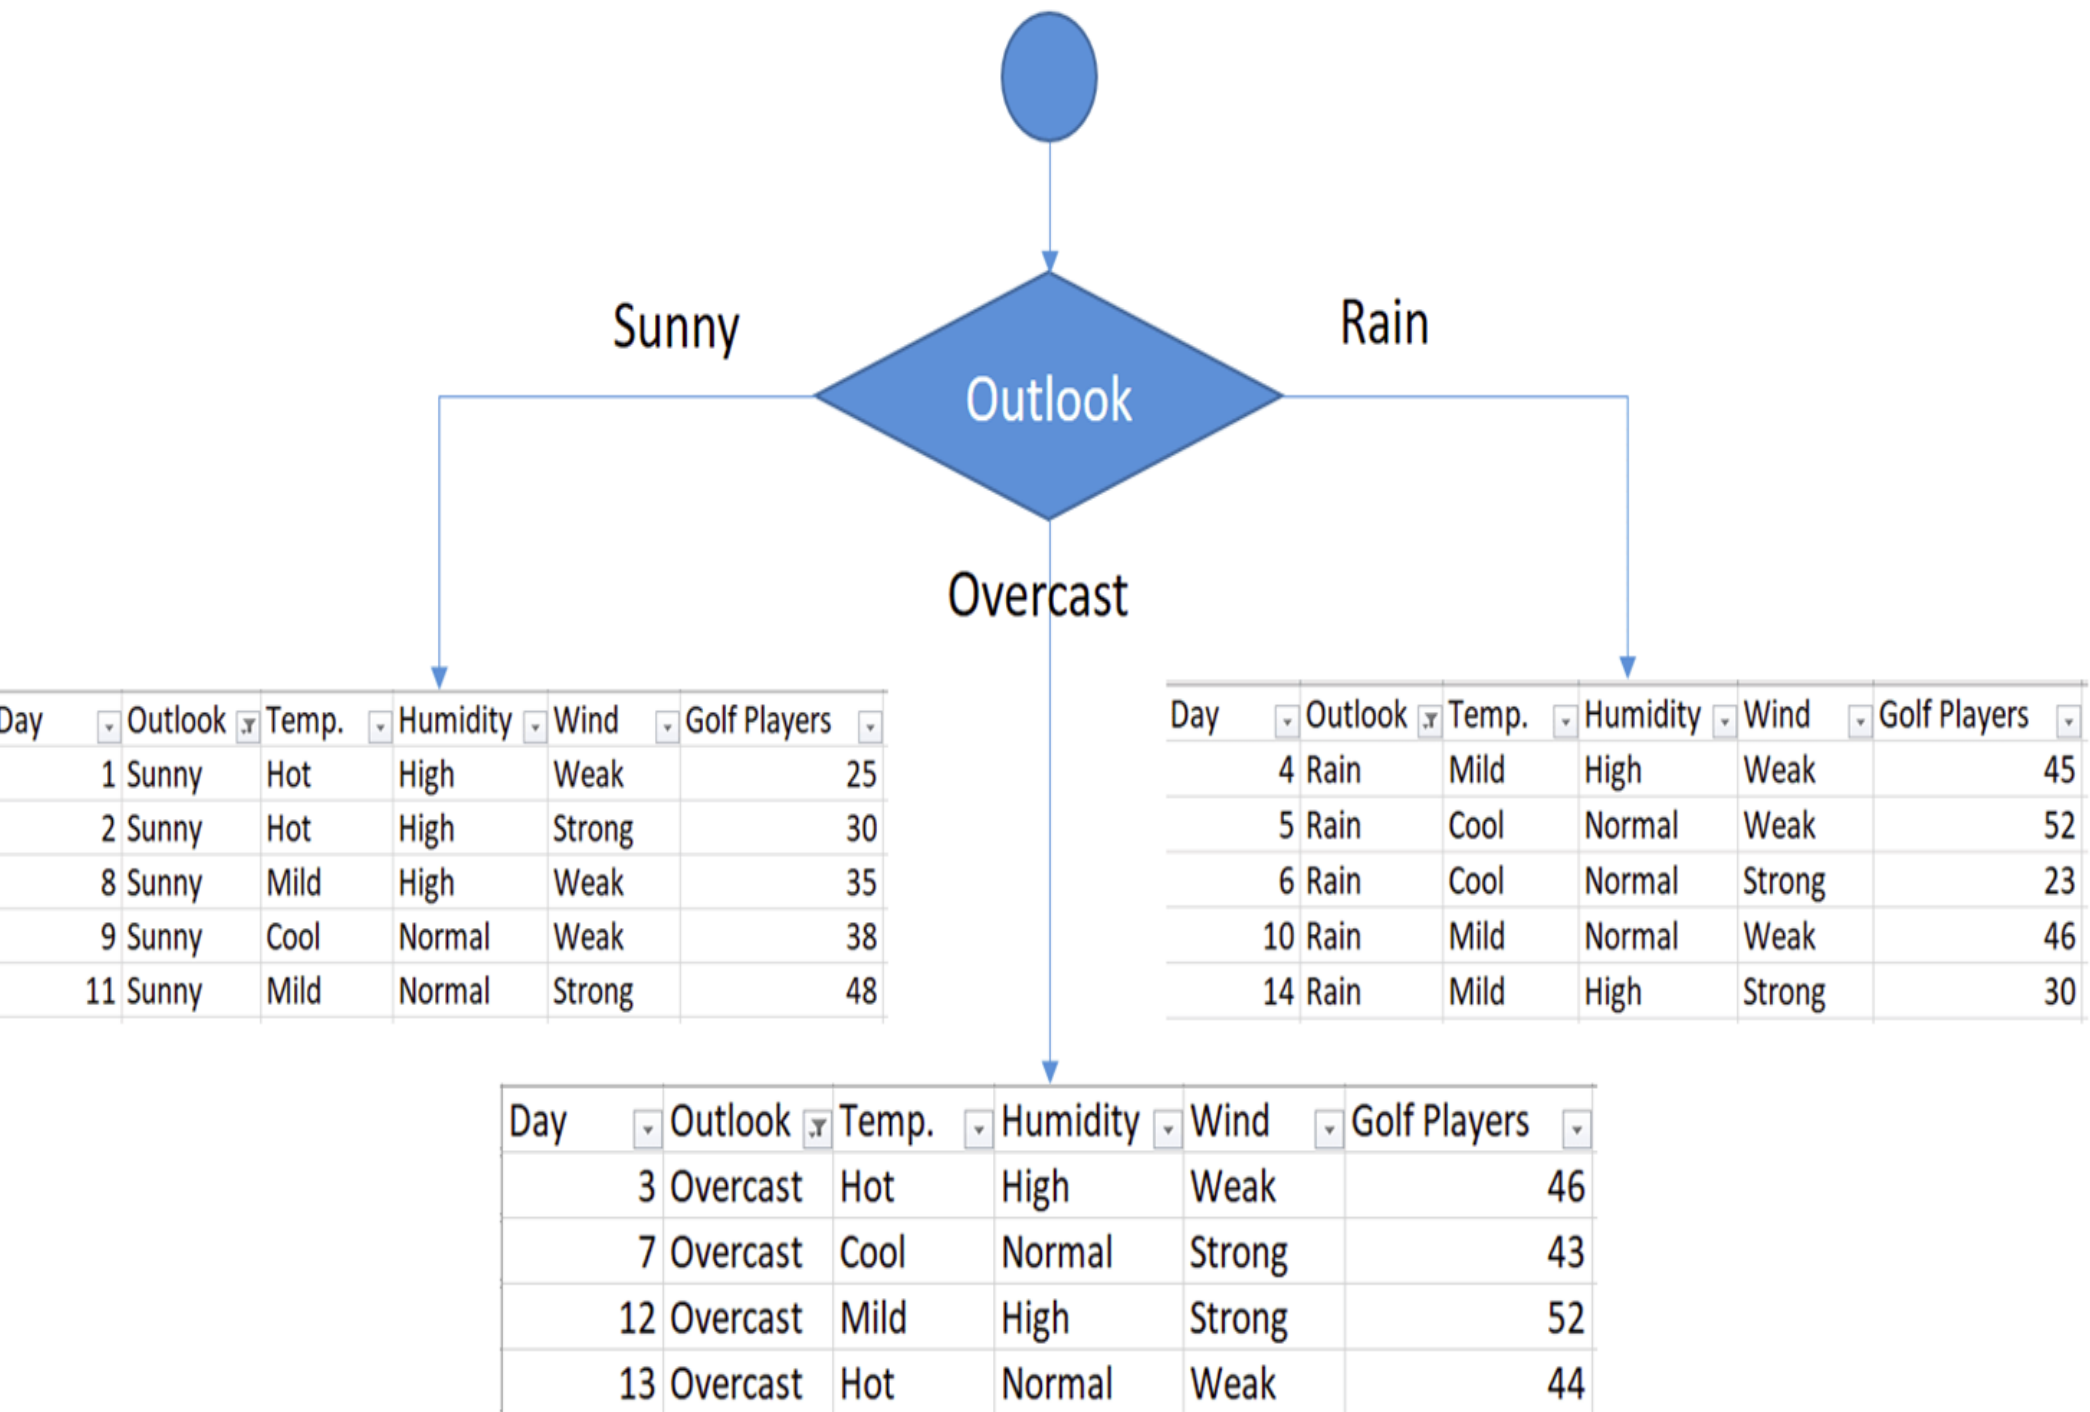 Sunny
Rain
Outlook
Overcast
Day Outlook Temp. Humidity Wind Golf Players
1 Sunny Hot High Weak 25
2 Sunny Hot High Strong 30
8 Sunny Mild High Weak 35
9 Sunny Cool Normal Weak 38
11 Sunny Mild Normal Strong 48
Day Outlook Temp. Humidity Wind Golf Players
4 Rain Mild High Weak 45
5 Rain Cool Normal Weak 52
6 Rain Cool Normal Strong 23
10 Rain Mild Normal Weak 46
14 Rain Mild High Strong 30
Day Outlook Temp. Humidity Wind Golf Players
3 Overcast Hot High Weak 46
7 Overcast Cool Normal Strong 43
12 Overcast Mild High Strong 52
13 Overcast Hot Normal Weak 44